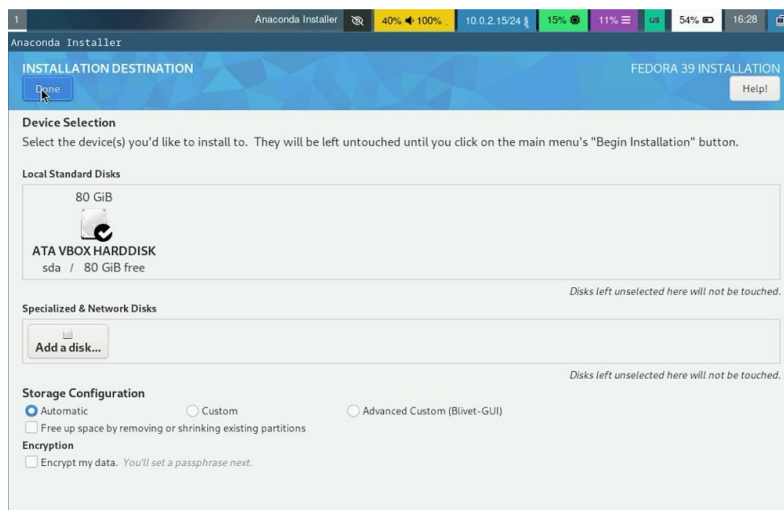 1 Anaconda Installer 40% 100% 10.0.2.15/24 15% 11% us 54% 16:28
Anaconda Installer
INSTALLATION DESTINATION FEDORA 39 INSTALLATION
Done Help!
Device Selection
Select the device(s) you'd like to install to. They will be left untouched until you click on the main menu's "Begin Installation" button.
Local Standard Disks
80 GiB
ATA VBOX HARDDISK
sda / 80 GiB free
Disks left unselected here will not be touched.
Specialized & Network Disks
Add a disk...
Disks left unselected here will not be touched.
Storage Configuration
Automatic Custom Advanced Custom (Blivet-GUI)
Free up space by removing or shrinking existing partitions
Encryption
Encrypt my data. You'll set a passphrase next.